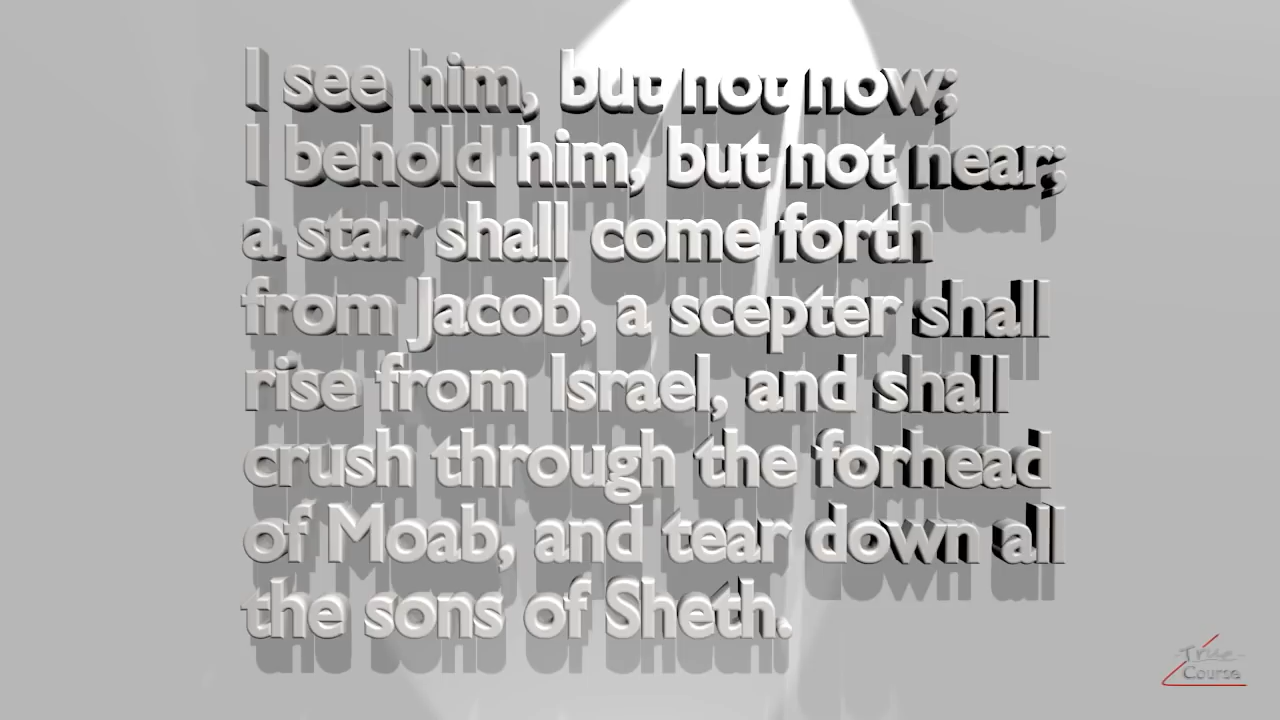 I see him, but not now;
I behold him, but not near;
a star shall come forth
from Jacob, a scepter shall
rise from Israel, and shall
crush through the forhead
of Moab, and tear down all
the sons of Sheth.
-True-
Course